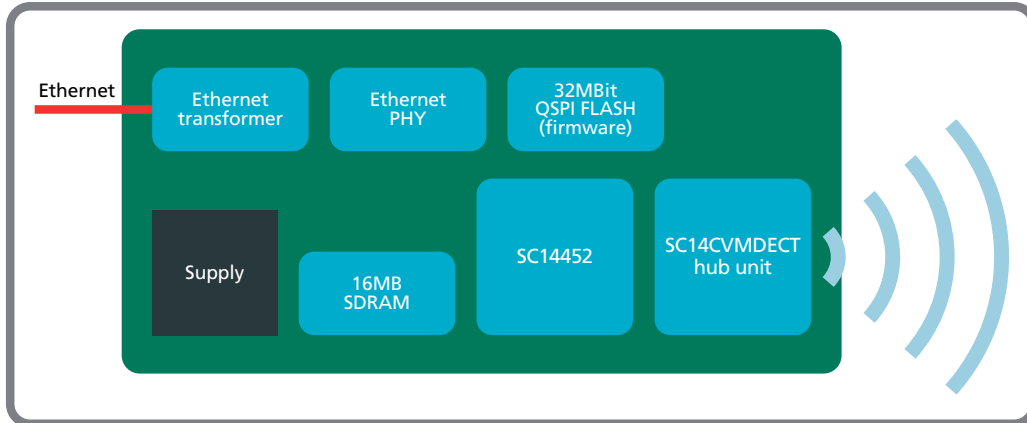 Ethernet
Ethernet
transformer
Ethernet
PHY
32MBit
QSPI FLASH
(firmware)
Supply
16MB
SDRAM
SC14452
SC14CVMDECT
hub unit